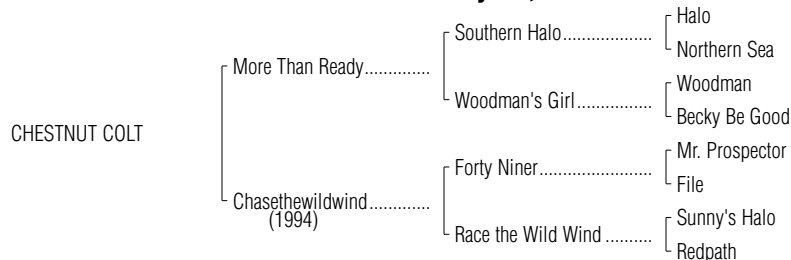 Halo
Southern Halo....................
Northern Sea
More Than Ready..............
Woodman
Woodman's Girl.................
Becky Be Good
CHESTNUT COLT
Mr. Prospector
Forty Niner.........................
File
Chasethewildwind.............
(1994)
Sunny's Halo
Race the Wild Wind ..........
Redpath